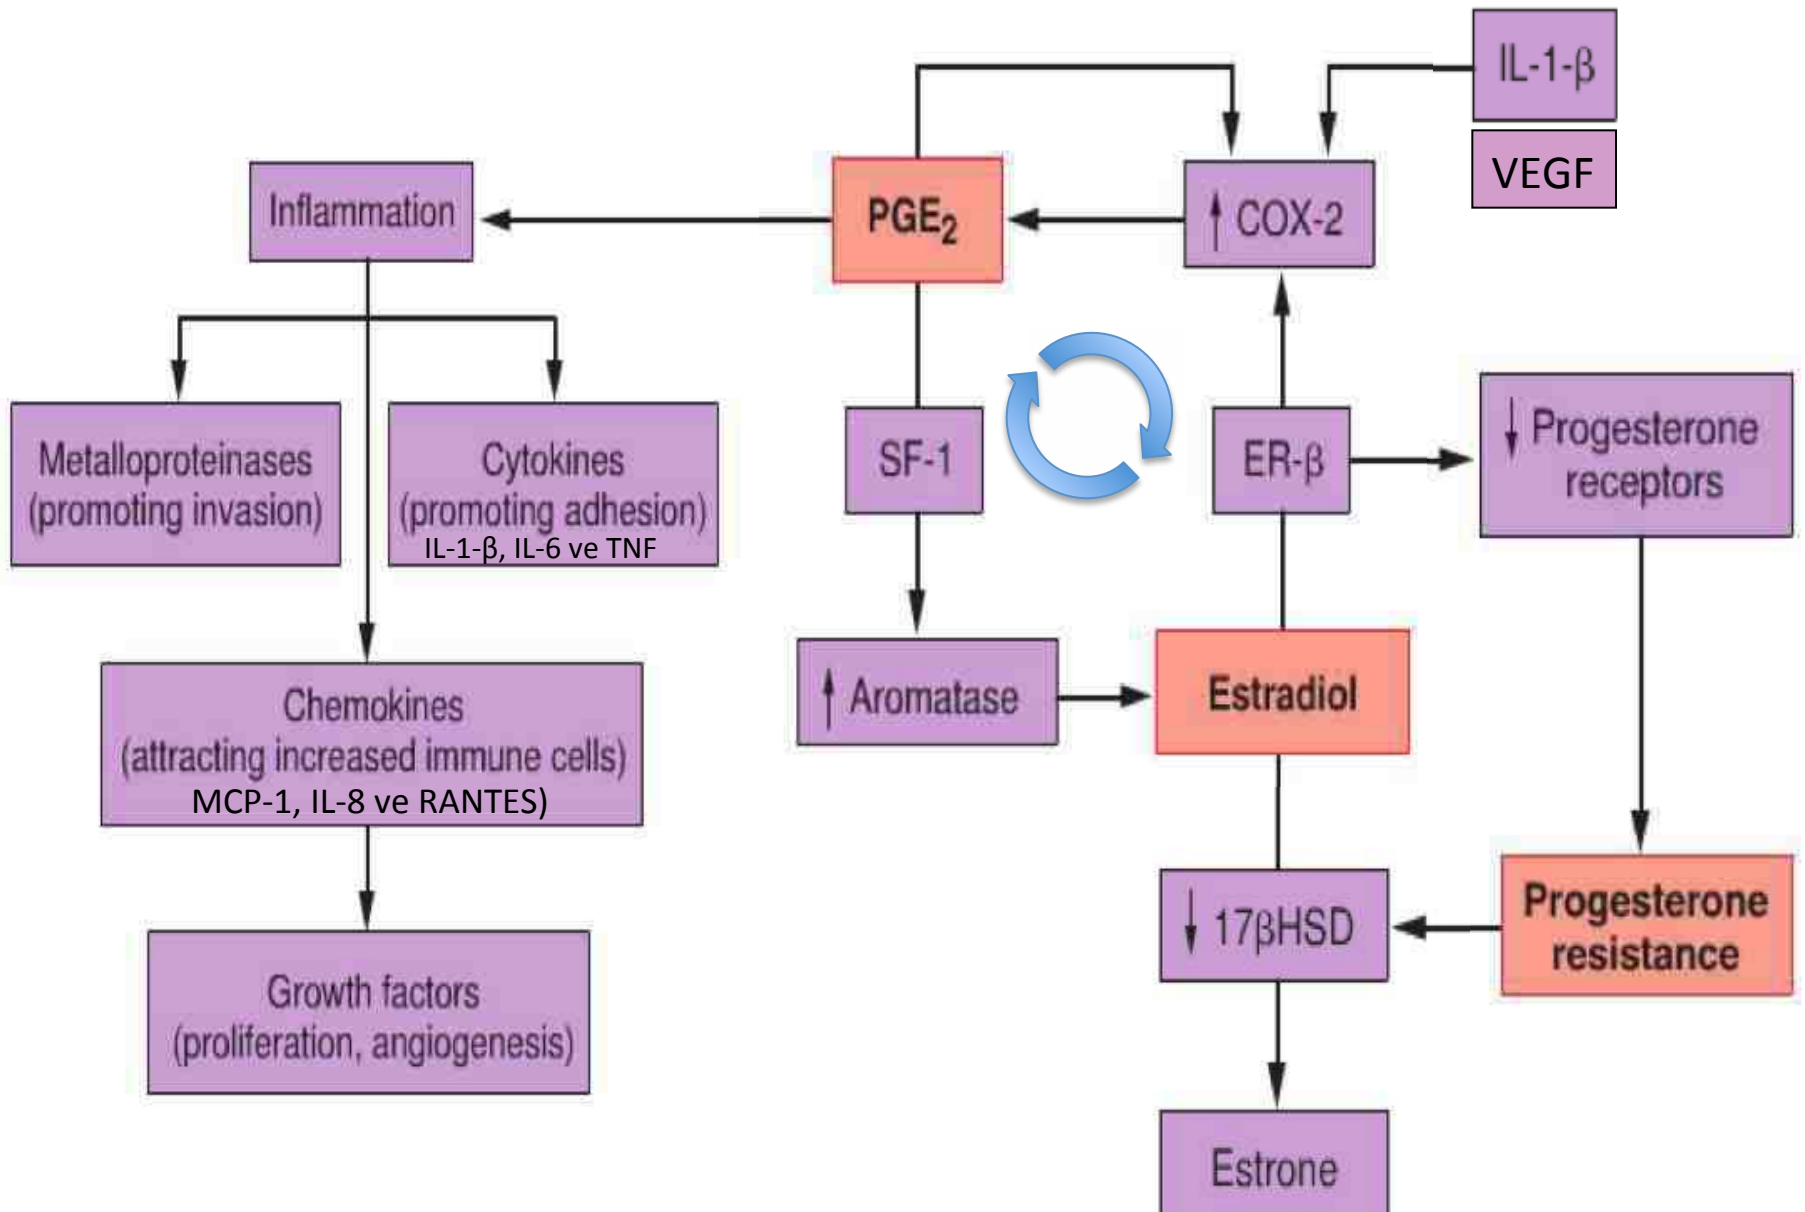 IL-1-β
VEGF
Inflammation
PGE₂
↑ COX-2
Metalloproteinases
(promoting invasion)
Cytokines
(promoting adhesion)
IL-1-β, IL-6 ve TNF
SF-1
ER-β
↓ Progesterone
receptors
Chemokines
(attracting increased immune cells)
MCP-1, IL-8 ve RANTES)
↑ Aromatase
Estradiol
Growth factors
(proliferation, angiogenesis)
↓ 17βHSD
Progesterone
resistance
Estrone